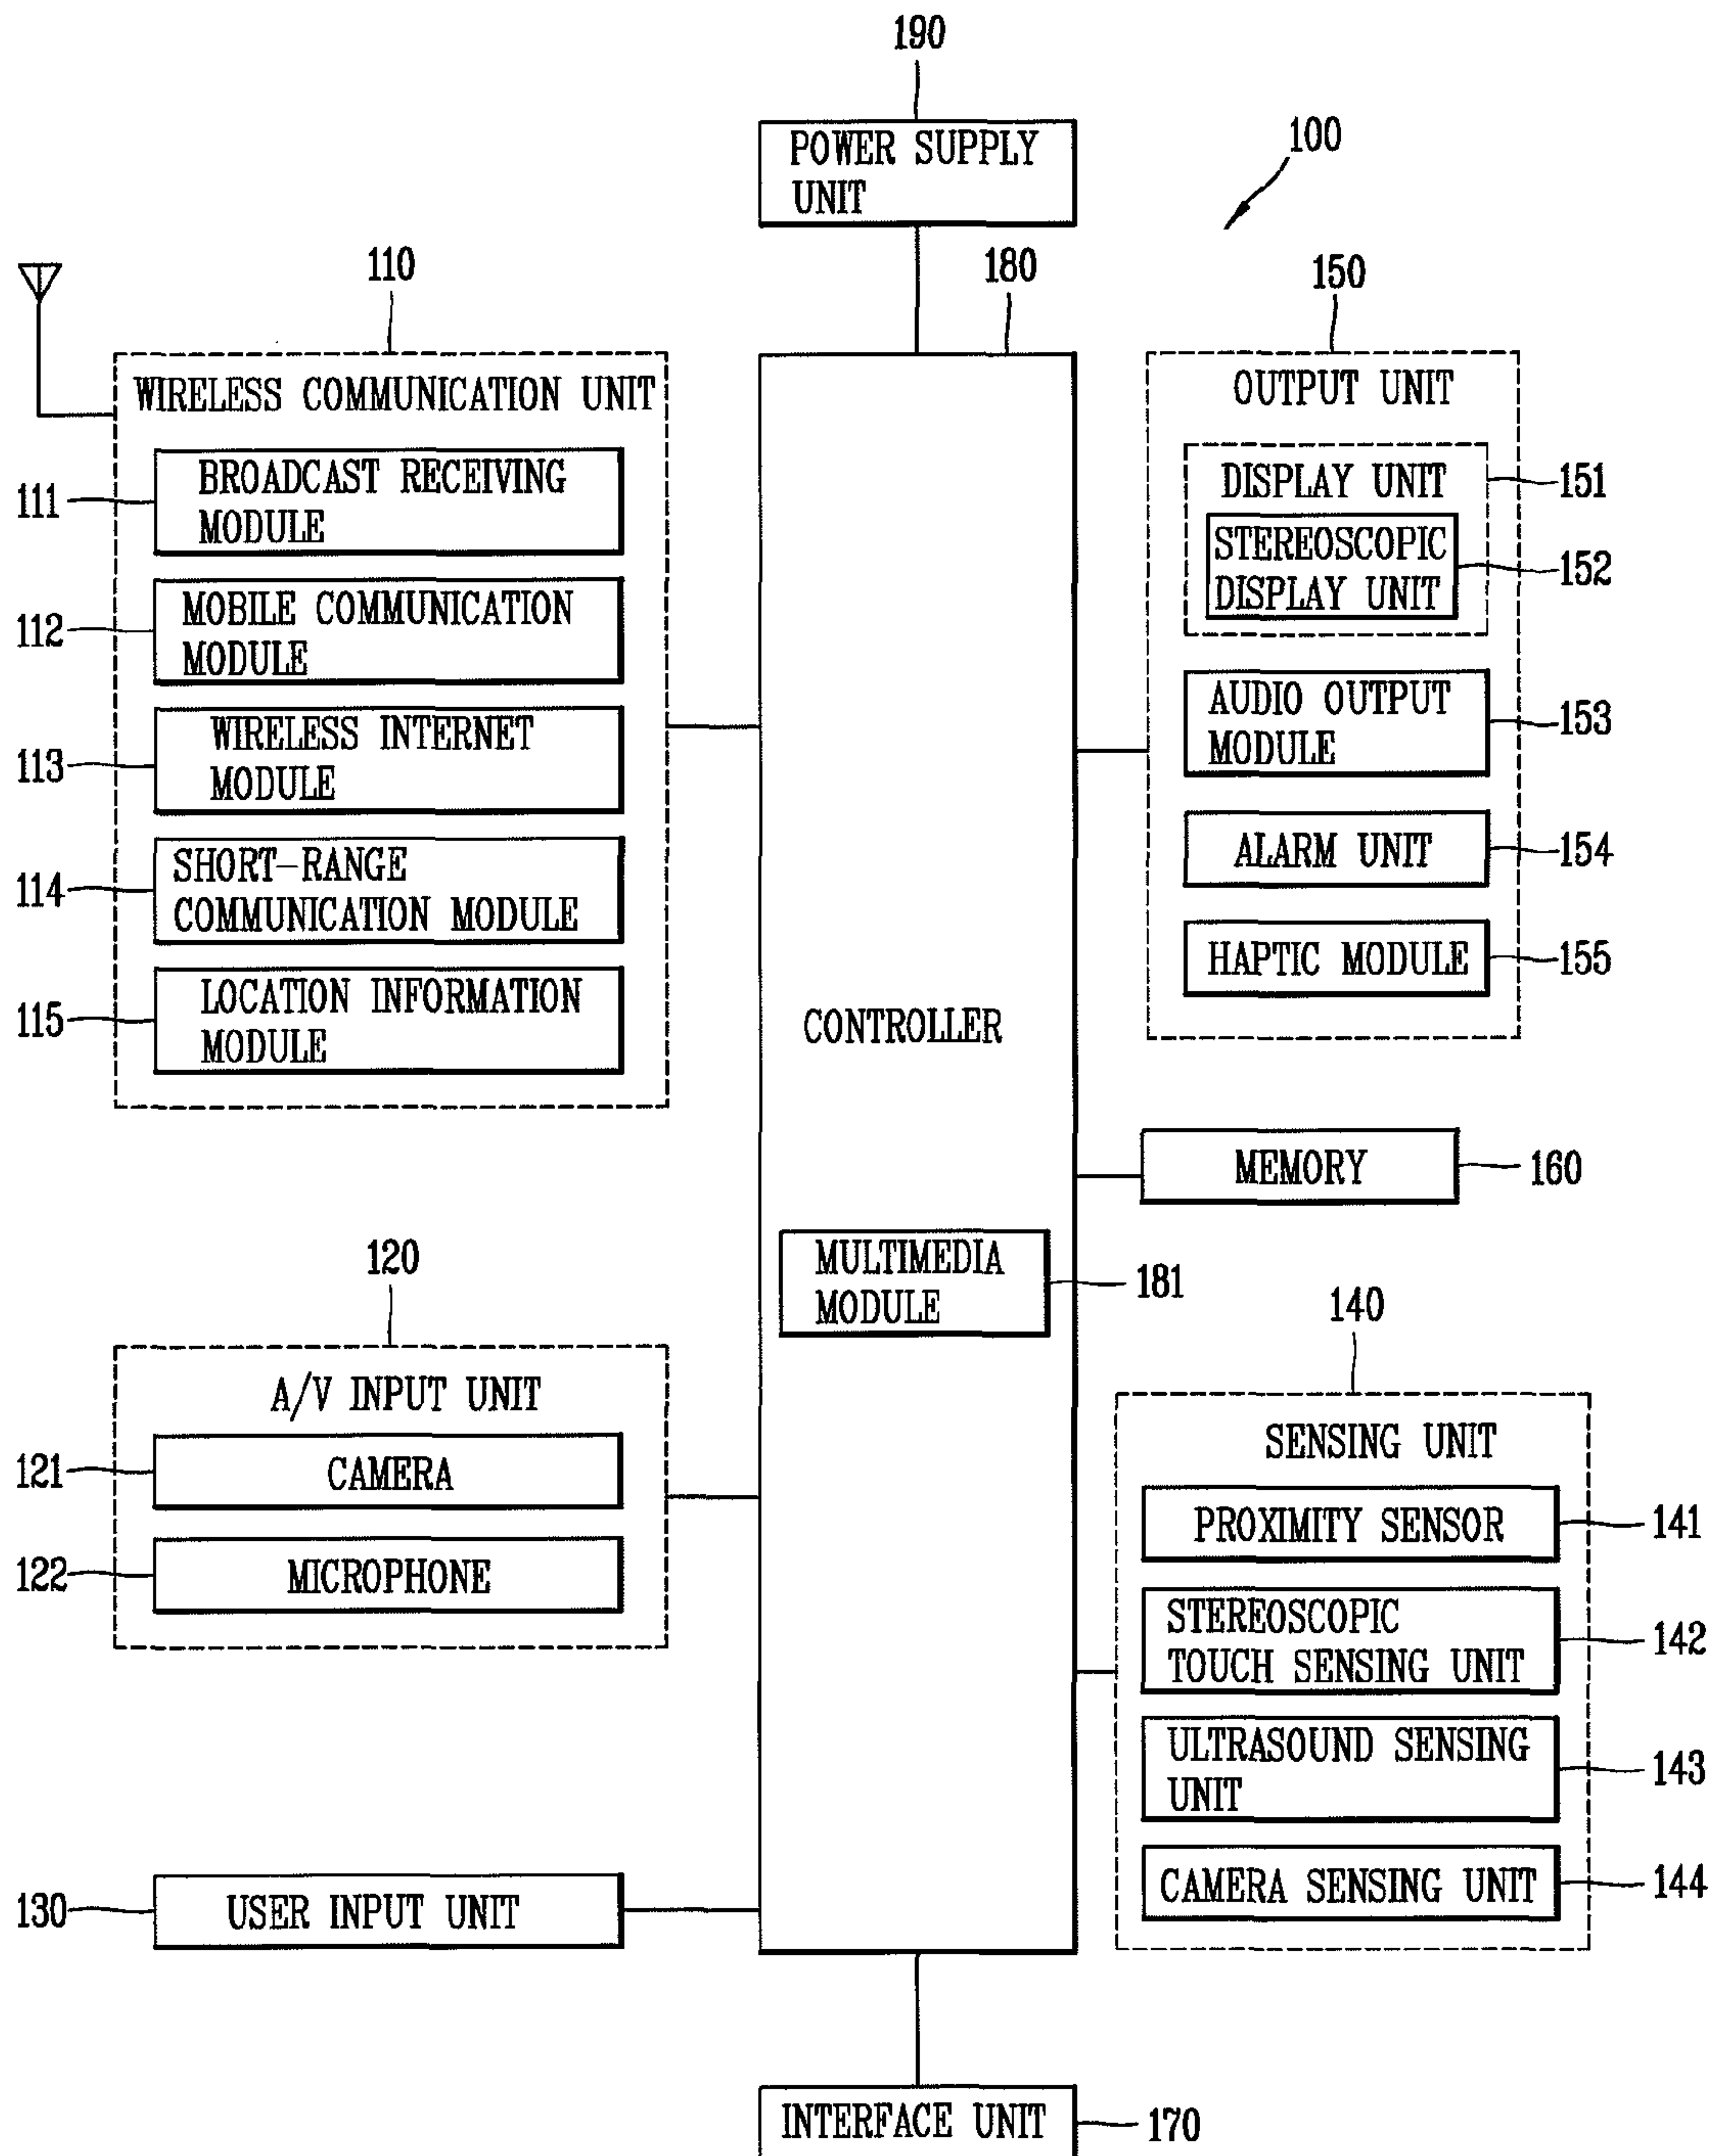 190
POWER SUPPLY
UNIT
100
110
180
150
WIRELESS COMMUNICATION UNIT
111
BROADCAST RECEIVING
MODULE
112
MOBILE COMMUNICATION
MODULE
113
WIRELESS INTERNET
MODULE
114
SHORT-RANGE
COMMUNICATION MODULE
115
LOCATION INFORMATION
MODULE
OUTPUT UNIT
DISPLAY UNIT
151
STEREOSCOPIC
DISPLAY UNIT
152
AUDIO OUTPUT
MODULE
153
ALARM UNIT
154
HAPTIC MODULE
155
CONTROLLER
MEMORY
160
MULTIMEDIA
MODULE
181
120
A/V INPUT UNIT
121
CAMERA
122
MICROPHONE
140
SENSING UNIT
PROXIMITY SENSOR
141
STEREOSCOPIC
TOUCH SENSING UNIT
142
ULTRASOUND SENSING
UNIT
143
CAMERA SENSING UNIT
144
130
USER INPUT UNIT
INTERFACE UNIT
170